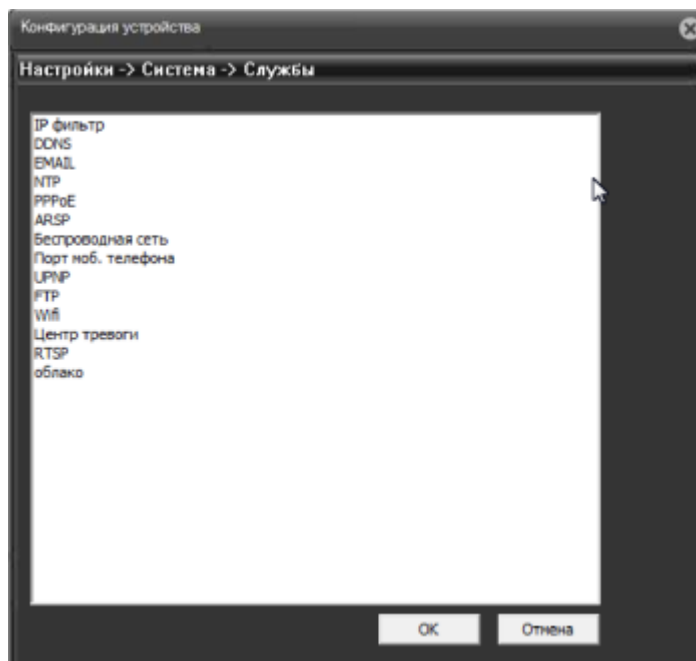 Конфигурация устройства
Настройки -> Система -> Службы
IP фильтр
DDNS
EMAIL
NTP
PPPoE
ARSP
Беспроводная сеть
Порт моб. телефона
UPNP
FTP
Wifi
Центр тревоги
RTSP
облако
OK
Отмена